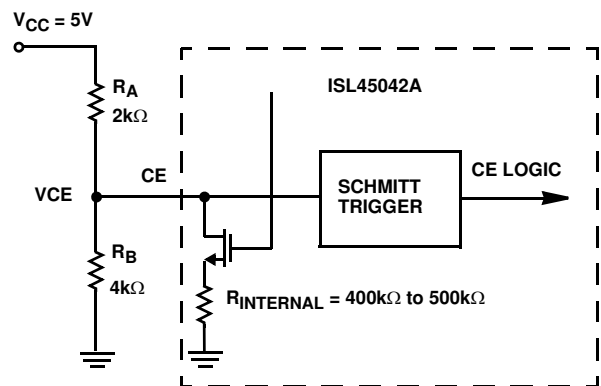 V_CC = 5V
R_A
2kΩ
ISL45042A
VCE
CE
SCHMITT
TRIGGER
CE LOGIC
R_B
4kΩ
R_INTERNAL = 400kΩ to 500kΩ